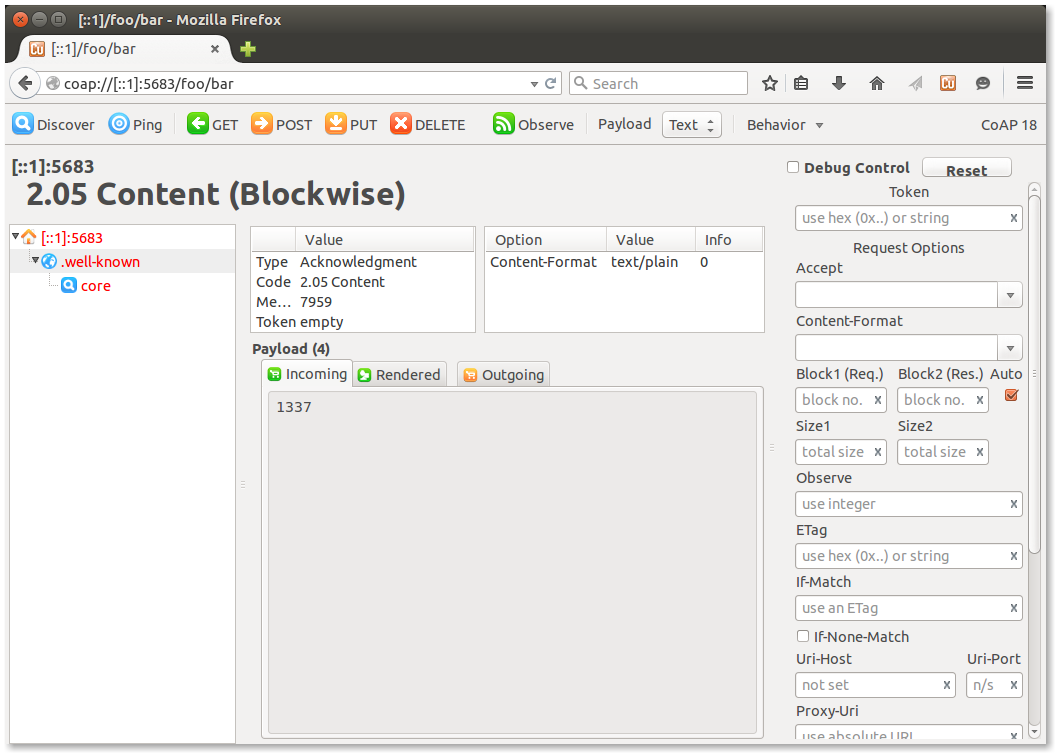 [::1]/foo/bar - Mozilla Firefox
[::1]/foo/bar
coap://[::1]:5683/foo/bar
Search
Discover Ping GET POST PUT DELETE Observe Payload Text Behavior CoAP 18
[::1]:5683
2.05 Content (Blockwise)
[::1]:5683
.well-known
core
Value
Type Acknowledgment
Code 2.05 Content
Me... 7959
Token empty
Option Value Info
Content-Format text/plain 0
Payload (4)
Incoming Rendered Outgoing
1337
Debug Control Reset
Token
use hex (0x..) or string x
Request Options
Accept
Content-Format
Block1 (Req.) Block2 (Res.) Auto
block no. x block no. x
Size1 Size2
total size x total size x
Observe
use integer x
ETag
use hex (0x..) or string x
If-Match
use an ETag x
If-None-Match
Uri-Host Uri-Port
not set x n/s x
Proxy-Uri
use absolute URI x